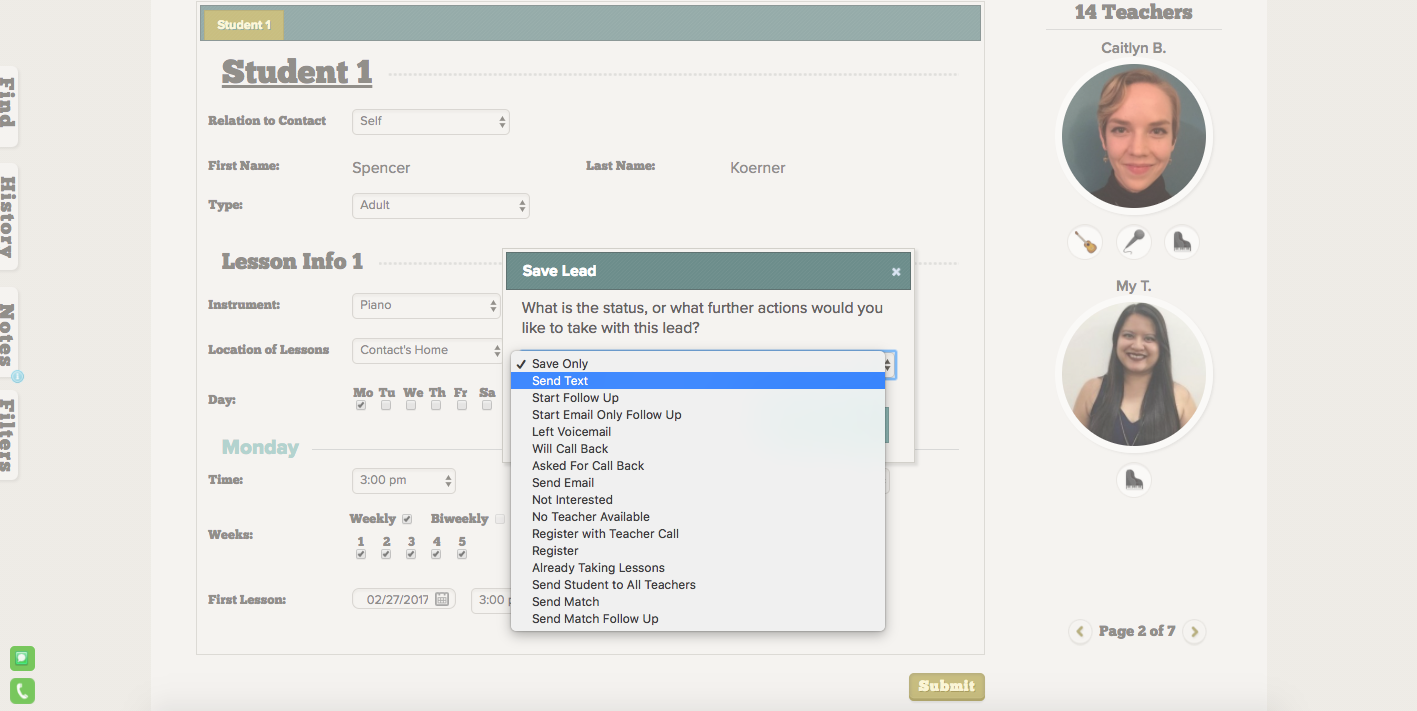 Find
History
Notes
Filters
Student 1
Student 1
Relation to Contact Self
First Name: Spencer Last Name: Koerner
Type: Adult
Lesson Info 1
Instrument: Piano
Location of Lessons Contact's Home
Day: Mo Tu We Th Fr Sa
Monday
Time: 3:00 pm
Weeks: Weekly Biweekly
1 2 3 4 5
First Lesson: 02/27/2017 3:00
Submit
Save Lead ×
What is the status, or what further actions would you
like to take with this lead?
✓ Save Only
Send Text
Start Follow Up
Start Email Only Follow Up
Left Voicemail
Will Call Back
Asked For Call Back
Send Email
Not Interested
No Teacher Available
Register with Teacher Call
Register
Already Taking Lessons
Send Student to All Teachers
Send Match
Send Match Follow Up
14 Teachers
Caitlyn B.
My T.
Page 2 of 7